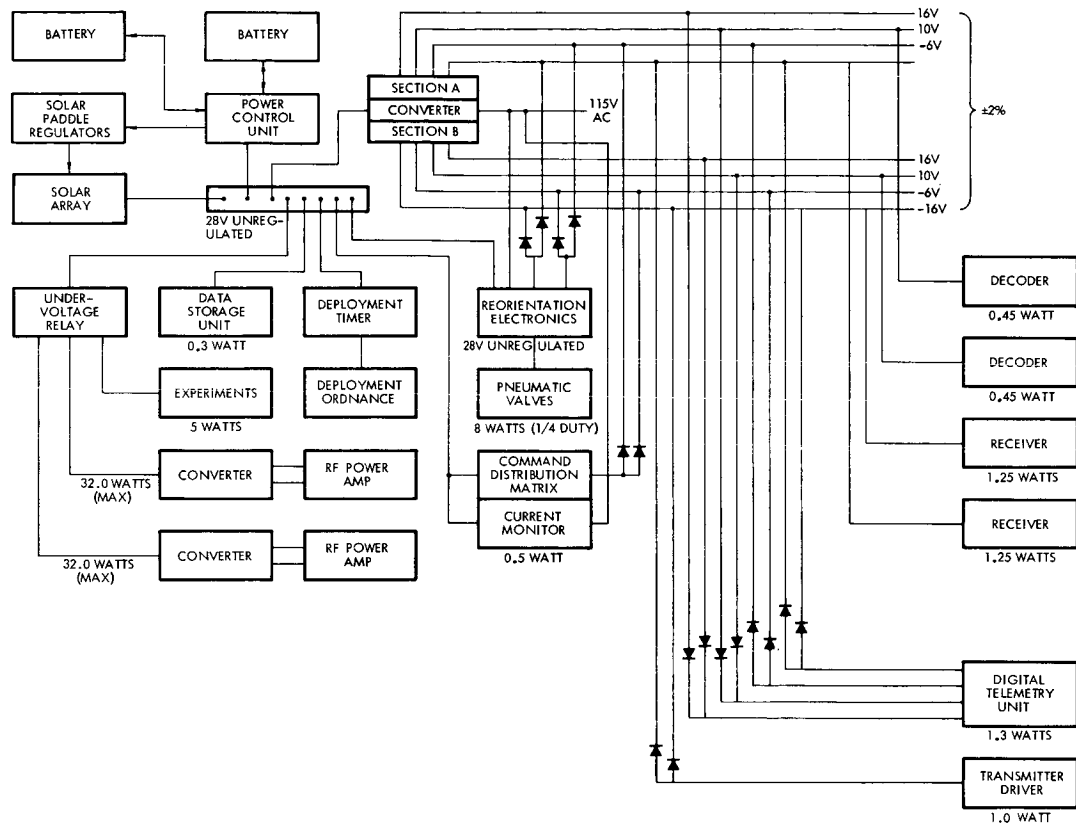 BATTERY
BATTERY
SOLAR
PADDLE
REGULATORS
POWER
CONTROL
UNIT
SOLAR
ARRAY
28V UNREG-
ULATED
SECTION A
CONVERTER
SECTION B
115V
AC
16V
10V
-6V
±2%
16V
10V
-6V
-16V
UNDER-
VOLTAGE
RELAY
DATA
STORAGE
UNIT
0.3 WATT
DEPLOYMENT
TIMER
REORIENTATION
ELECTRONICS
28V UNREGULATED
EXPERIMENTS
5 WATTS
DEPLOYMENT
ORDNANCE
PNEUMATIC
VALVES
8 WATTS (1/4 DUTY)
32.0 WATTS
(MAX)
CONVERTER
RF POWER
AMP
COMMAND
DISTRIBUTION
MATRIX
CURRENT
MONITOR
0.5 WATT
32.0 WATTS
(MAX)
CONVERTER
RF POWER
AMP
DECODER
0.45 WATT
DECODER
0.45 WATT
RECEIVER
1.25 WATTS
RECEIVER
1.25 WATTS
DIGITAL
TELEMETRY
UNIT
1.3 WATTS
TRANSMITTER
DRIVER
1.0 WATT